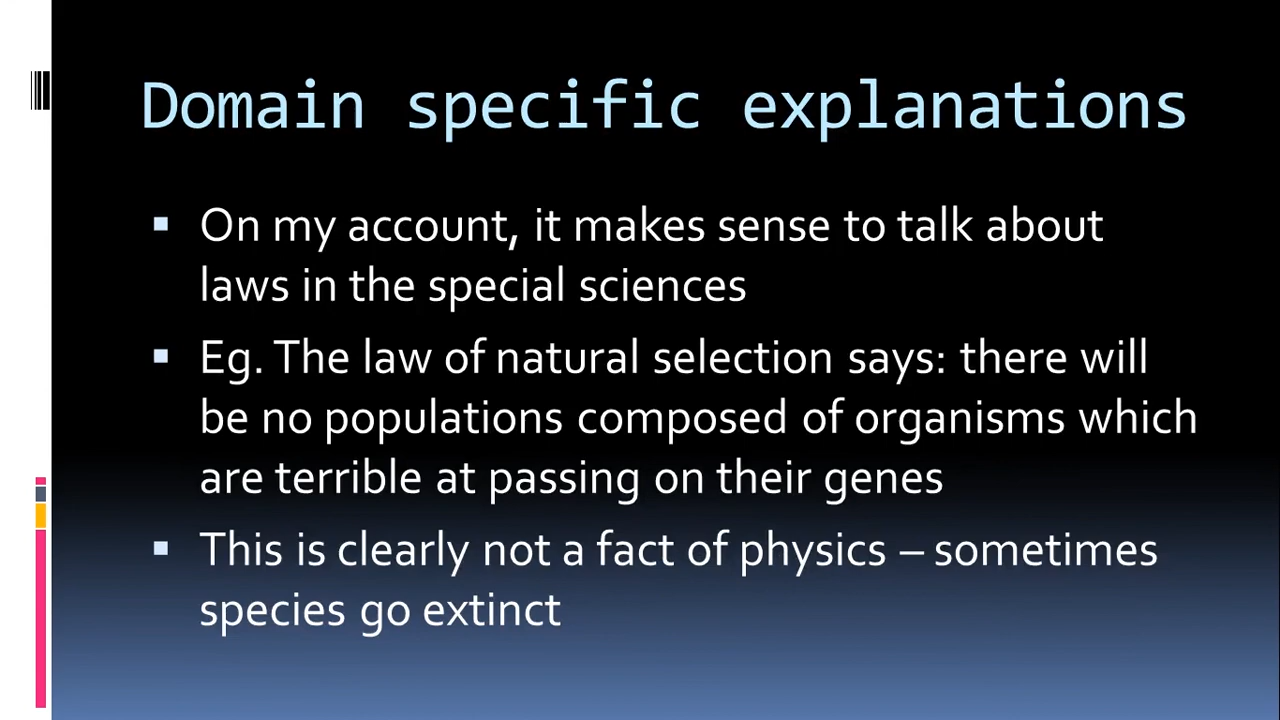 Domain specific explanations
On my account, it makes sense to talk about
laws in the special sciences
Eg. The law of natural selection says: there will
be no populations composed of organisms which
are terrible at passing on their genes
This is clearly not a fact of physics – sometimes
species go extinct